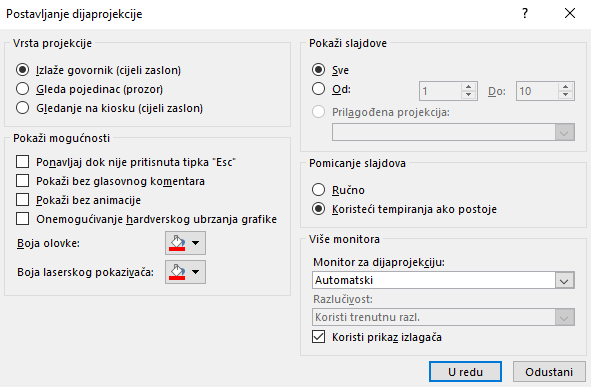 Postavljanje dijaprojekcije
?
Vrsta projekcije
Izlaže govornik (cijeli zaslon)
Gleda pojedinac (prozor)
Gledanje na kiosku (cijeli zaslon)
Pokaži mogućnosti
Ponavljaj dok nije pritisnuta tipka "Esc"
Pokaži bez glasovnog komentara
Pokaži bez animacije
Onemogućivanje hardverskog ubrzanja grafike
Boja olovke:
Boja laserskog pokazivača:
Pokaži slajdove
Sve
Od: 1 Do: 10
Prilagođena projekcija:
Pomicanje slajdova
Ručno
Koristeći tempiranja ako postoje
Više monitora
Monitor za dijaprojekciju:
Automatski
Razlučivost:
Koristi trenutnu razl.
Koristi prikaz izlagača
U redu Odustani